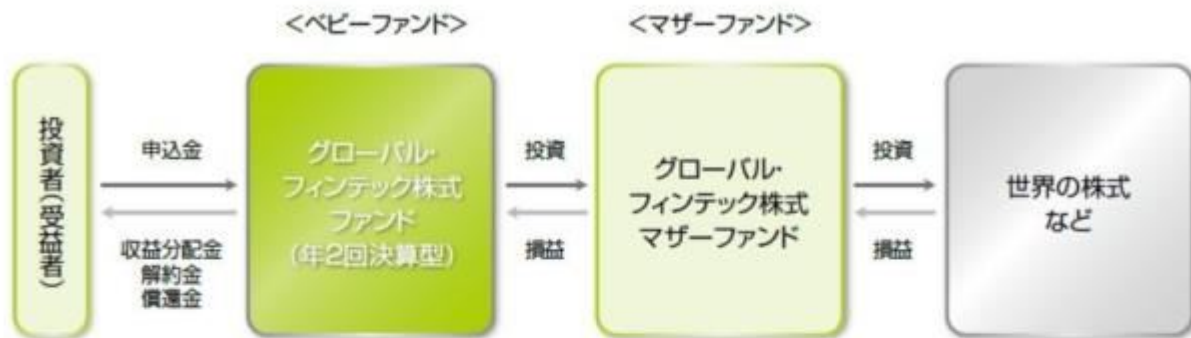 ＜ベビーファンド＞
＜マザーファンド＞
投資者(受益者)
申込金
収益分配金
解約金
償還金
グローバル・
フィンテック株式
ファンド
(年2回決算型)
投資
損益
グローバル・
フィンテック株式
マザーファンド
投資
損益
世界の株式
など